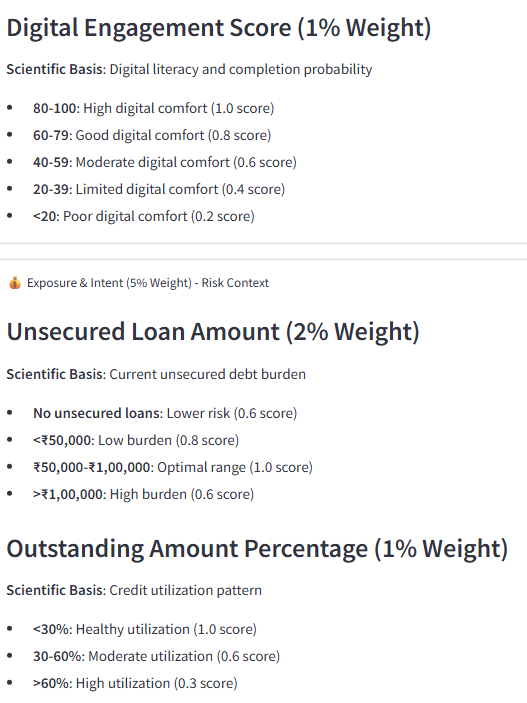 Digital Engagement Score (1% Weight)
Scientific Basis: Digital literacy and completion probability
• 80-100: High digital comfort (1.0 score)
• 60-79: Good digital comfort (0.8 score)
• 40-59: Moderate digital comfort (0.6 score)
• 20-39: Limited digital comfort (0.4 score)
• <20: Poor digital comfort (0.2 score)
💰 Exposure & Intent (5% Weight) - Risk Context
Unsecured Loan Amount (2% Weight)
Scientific Basis: Current unsecured debt burden
• No unsecured loans: Lower risk (0.6 score)
• <₹50,000: Low burden (0.8 score)
• ₹50,000-₹1,00,000: Optimal range (1.0 score)
• >₹1,00,000: High burden (0.6 score)
Outstanding Amount Percentage (1% Weight)
Scientific Basis: Credit utilization pattern
• <30%: Healthy utilization (1.0 score)
• 30-60%: Moderate utilization (0.6 score)
• >60%: High utilization (0.3 score)